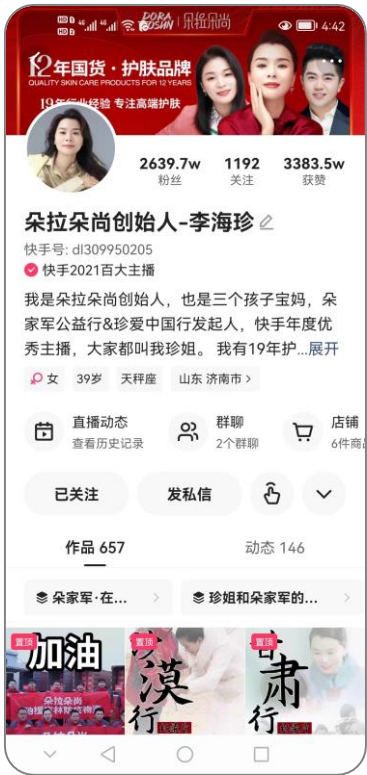 DORA DOSHN 朵拉朵尚
4:42
12年国货·护肤品牌
QUALITY SKIN CARE PRODUCTS FOR 12 YEARS
19年行业经验 专注高端护肤
2639.7w 1192 3383.5w
粉丝 关注 获赞
朵拉朵尚创始人-李海珍
快手号: dl309950205
快手2021百大主播
我是朵拉朵尚创始人，也是三个孩子宝妈，朵
家军公益行&珍爱中国行发起人，快手年度优
秀主播，大家都叫我珍姐。 我有19年护...展开
女 39岁 天秤座 山东 济南市 >
直播动态 群聊 店铺
查看历史记录 2个群聊 6件商
已关注 发私信
作品 657 动态 146
朵家军·在... 珍姐和朵家军的...
置顶 置顶 置顶
加油 漠 肃
行 行
朵拉朵尚